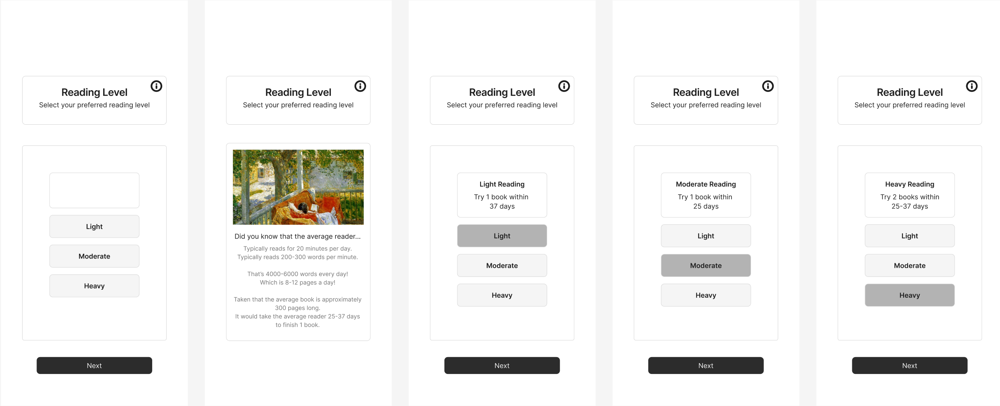 Reading Level
Select your preferred reading level
Light
Moderate
Heavy
Next
Reading Level
Select your preferred reading level
Did you know that the average reader...
Typically reads for 20 minutes per day.
Typically reads 200-300 words per minute.
That's 4000-6000 words every day!
Which is 8-12 pages a day!
Taken that the average book is approximately
300 pages long.
It would take the average reader 25-37 days
to finish 1 book.
Reading Level
Select your preferred reading level
Light Reading
Try 1 book within
37 days
Light
Moderate
Heavy
Next
Reading Level
Select your preferred reading level
Moderate Reading
Try 1 book within
25 days
Light
Moderate
Heavy
Next
Reading Level
Select your preferred reading level
Heavy Reading
Try 2 books within
25-37 days
Light
Moderate
Heavy
Next